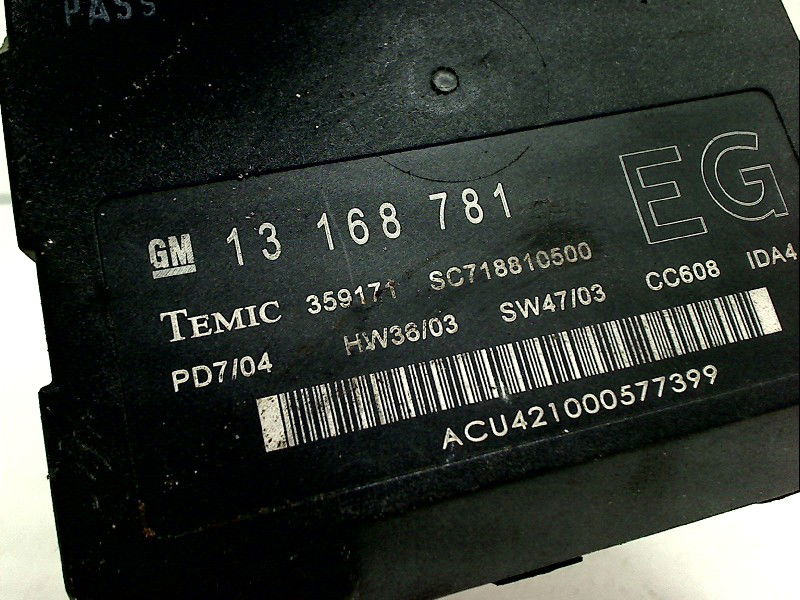 PASS
EG
GM 13 168 781
TEMIC 359171 SC718810500
PD7/04 HW36/03 SW47/03 CC608 IDA4
ACU421000577399